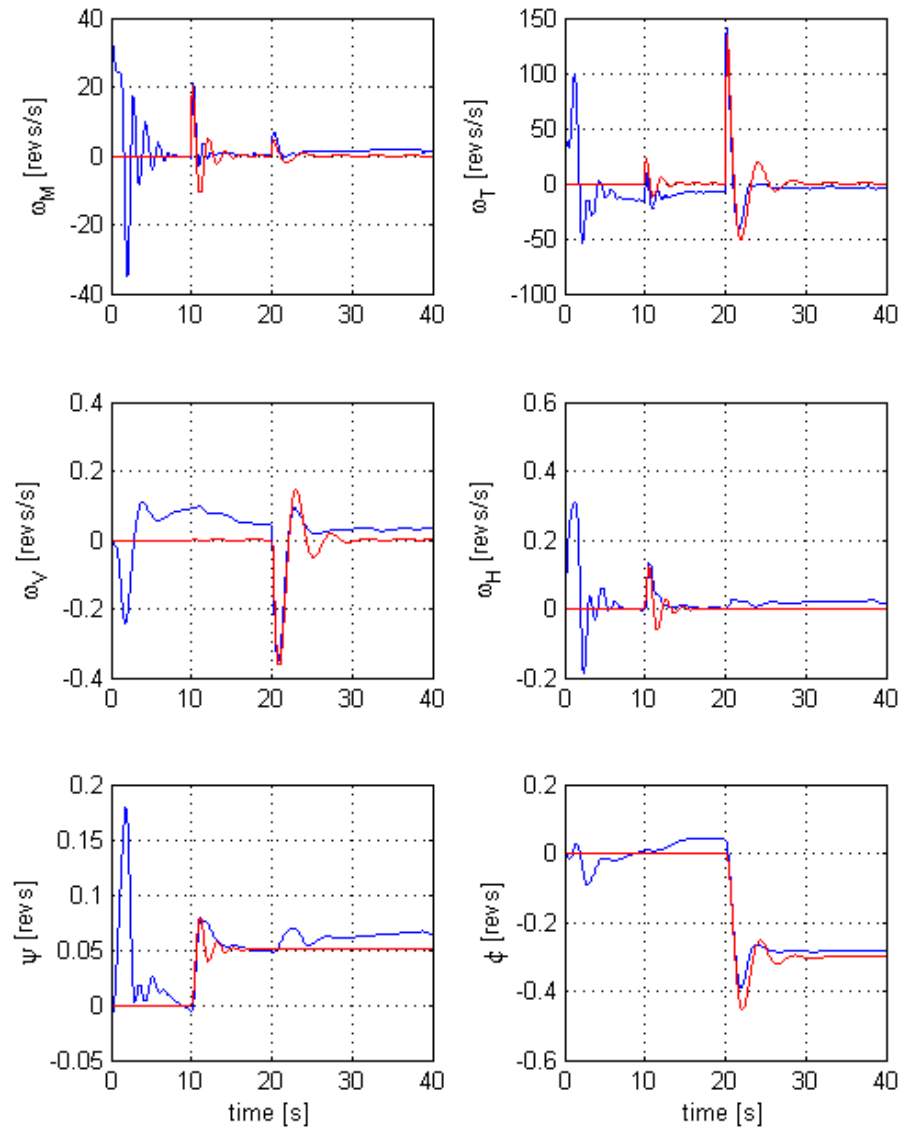 40
20
0
-20
-40
ω_M [revs/s]
0 10 20 30 40
150
100
50
0
-50
-100
ω_T [revs/s]
0 10 20 30 40
0.4
0.2
0
-0.2
-0.4
ω_V [revs/s]
0 10 20 30 40
0.6
0.4
0.2
0
-0.2
ω_H [revs/s]
0 10 20 30 40
0.2
0.15
0.1
0.05
0
-0.05
ψ [revs]
0 10 20 30 40
time [s]
0.2
0
-0.2
-0.4
-0.6
ϕ [revs]
0 10 20 30 40
time [s]